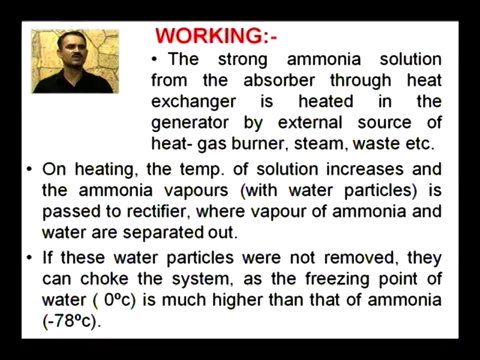 WORKING:-
• The strong ammonia solution
from the absorber through heat
exchanger is heated in the
generator by external source of
heat- gas burner, steam, waste etc.
• On heating, the temp. of solution increases and
the ammonia vapours (with water particles) is
passed to rectifier, where vapour of ammonia and
water are separated out.
• If these water particles were not removed, they
can choke the system, as the freezing point of
water ( 0ºc) is much higher than that of ammonia
(-78ºc).